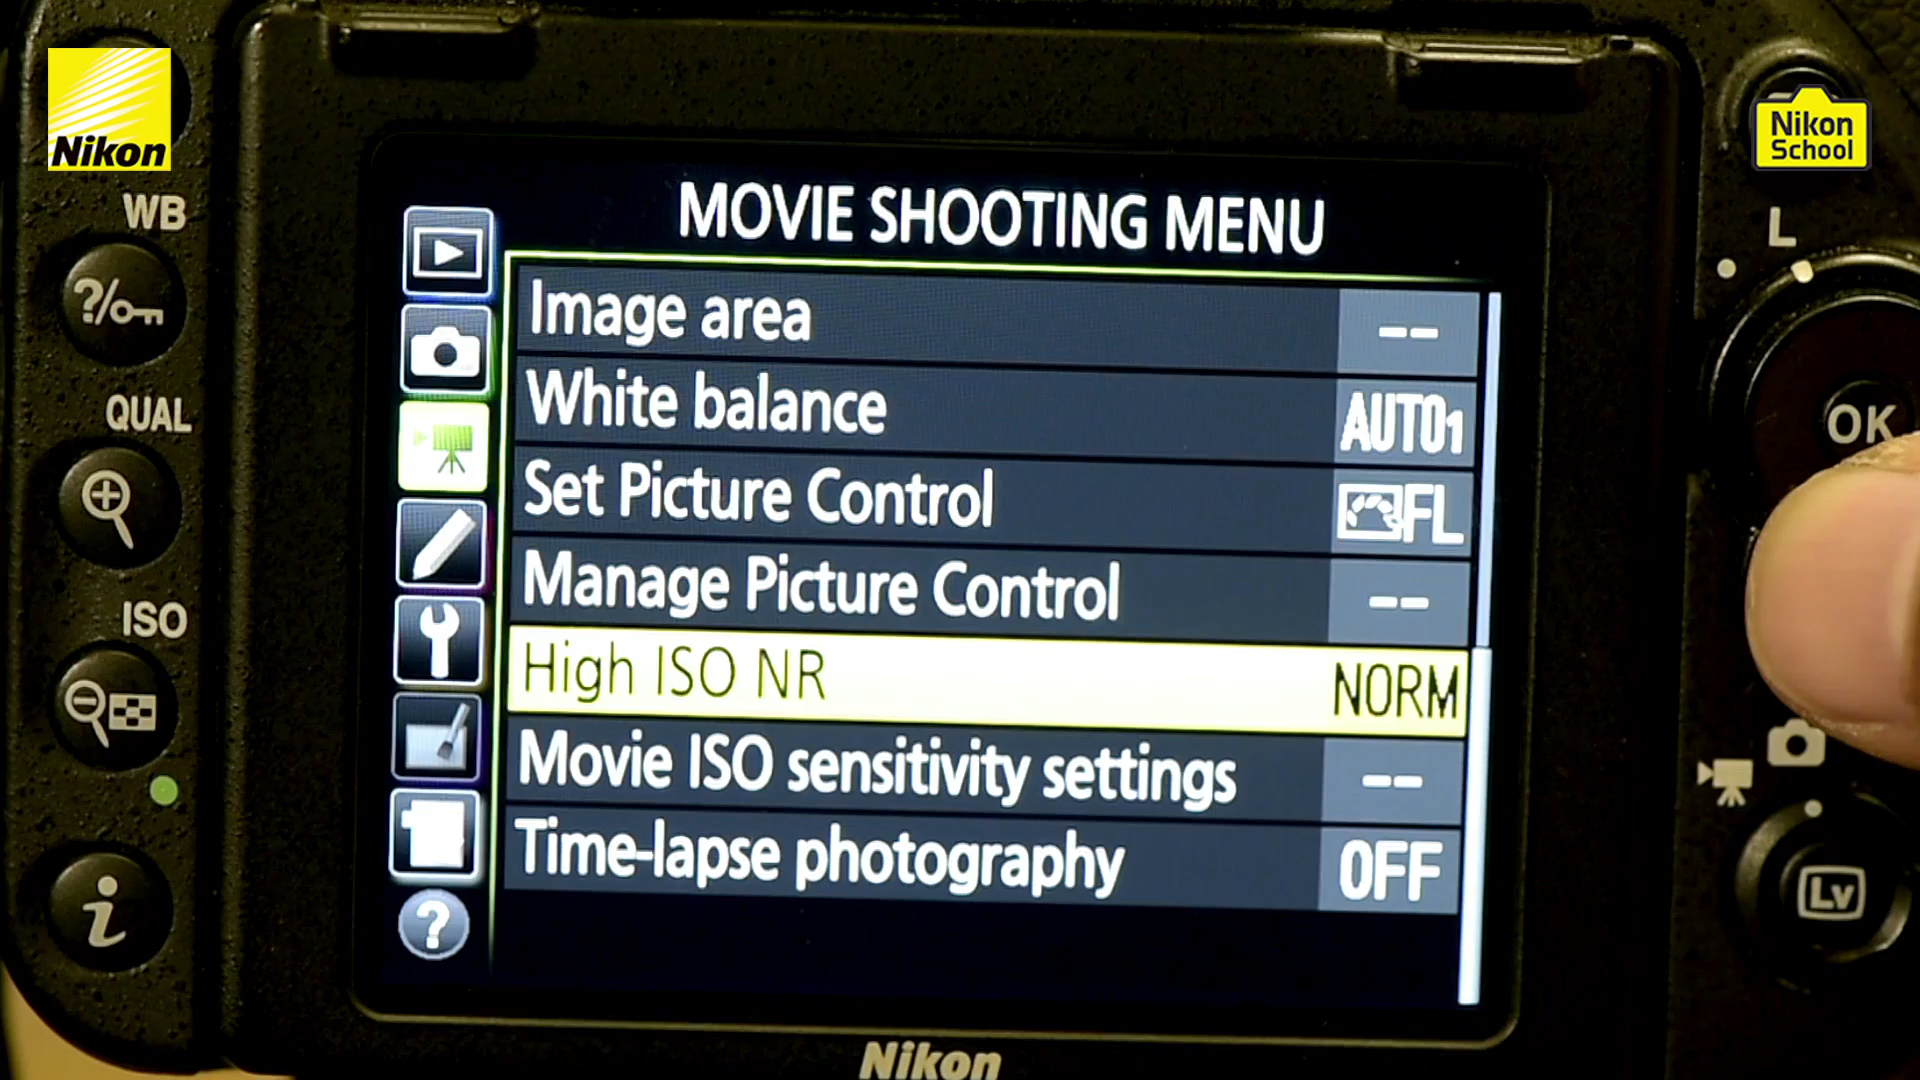 Nikon
Nikon
School
WB
L
MOVIE SHOOTING MENU
Image area --
White balance AUTO1
Set Picture Control FL
Manage Picture Control --
High ISO NR NORM
Movie ISO sensitivity settings --
Time-lapse photography OFF
?
QUAL
ISO
?
i
OK
Lv
Nikon